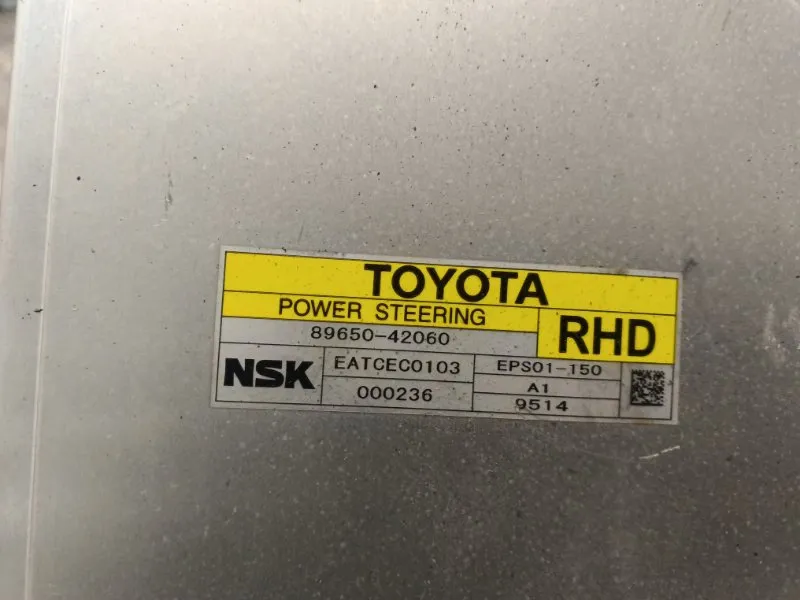 TOYOTA
POWER STEERING
89650-42060
RHD
NSK
EATCEC0103
000236
EPS01-150
A1
9514